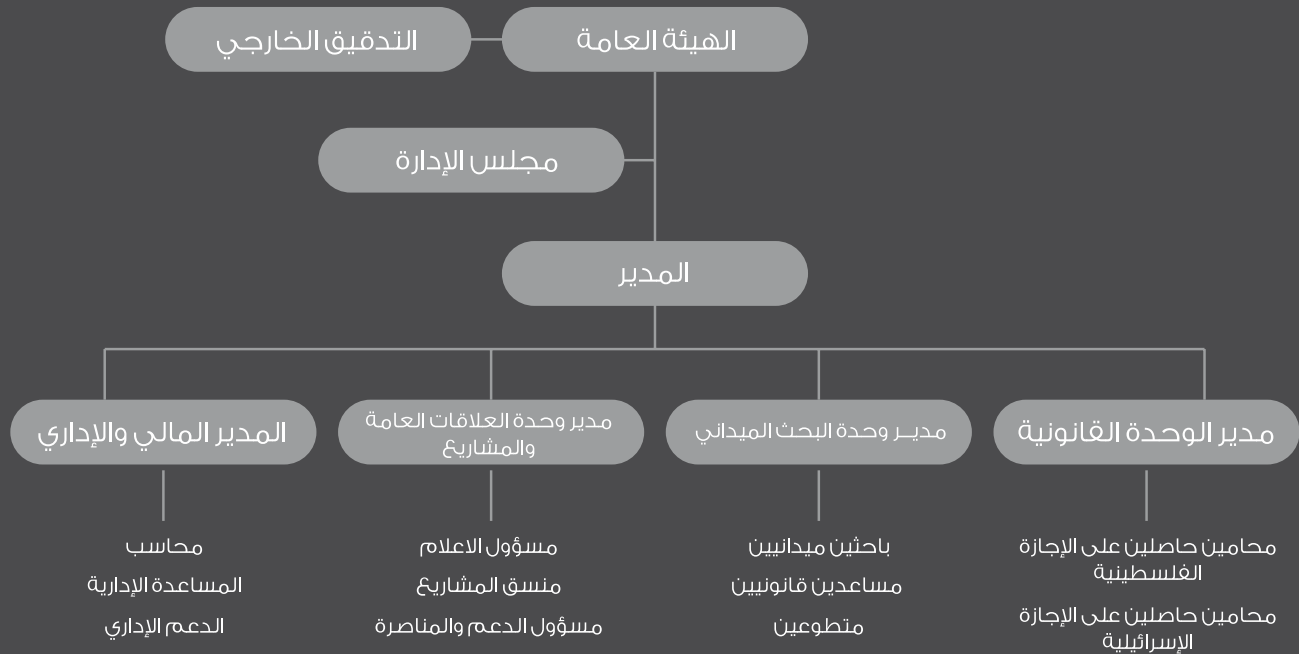 الهيئة العامة
التدقيق الخارجي
مجلس الإدارة
المدير
مدير الوحدة القانونية
محامين حاصلين على الإجازة
الفلسطينية
محامين حاصلين على الإجازة
الإسرائيلية
مديــر وحدة البحث الميداني
باحثين ميدانيين
مساعدين قانونيين
متطوعين
مدير وحدة العلاقات العامة
والمشاريع
مسؤول الاعلام
منسق المشاريع
مسؤول الدعم والمناصرة
المدير المالي والإداري
محاسب
المساعدة الإدارية
الدعم الإداري